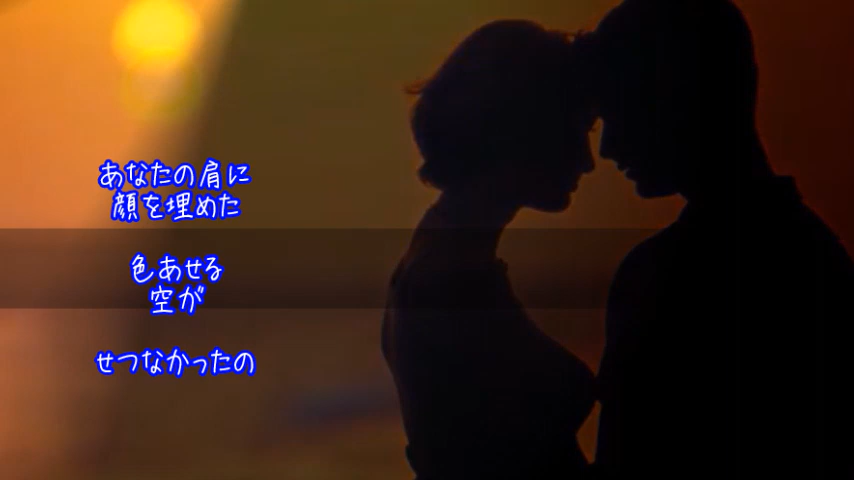 あなたの肩に
顔を埋めた
色あせる
空が
せつなかったの